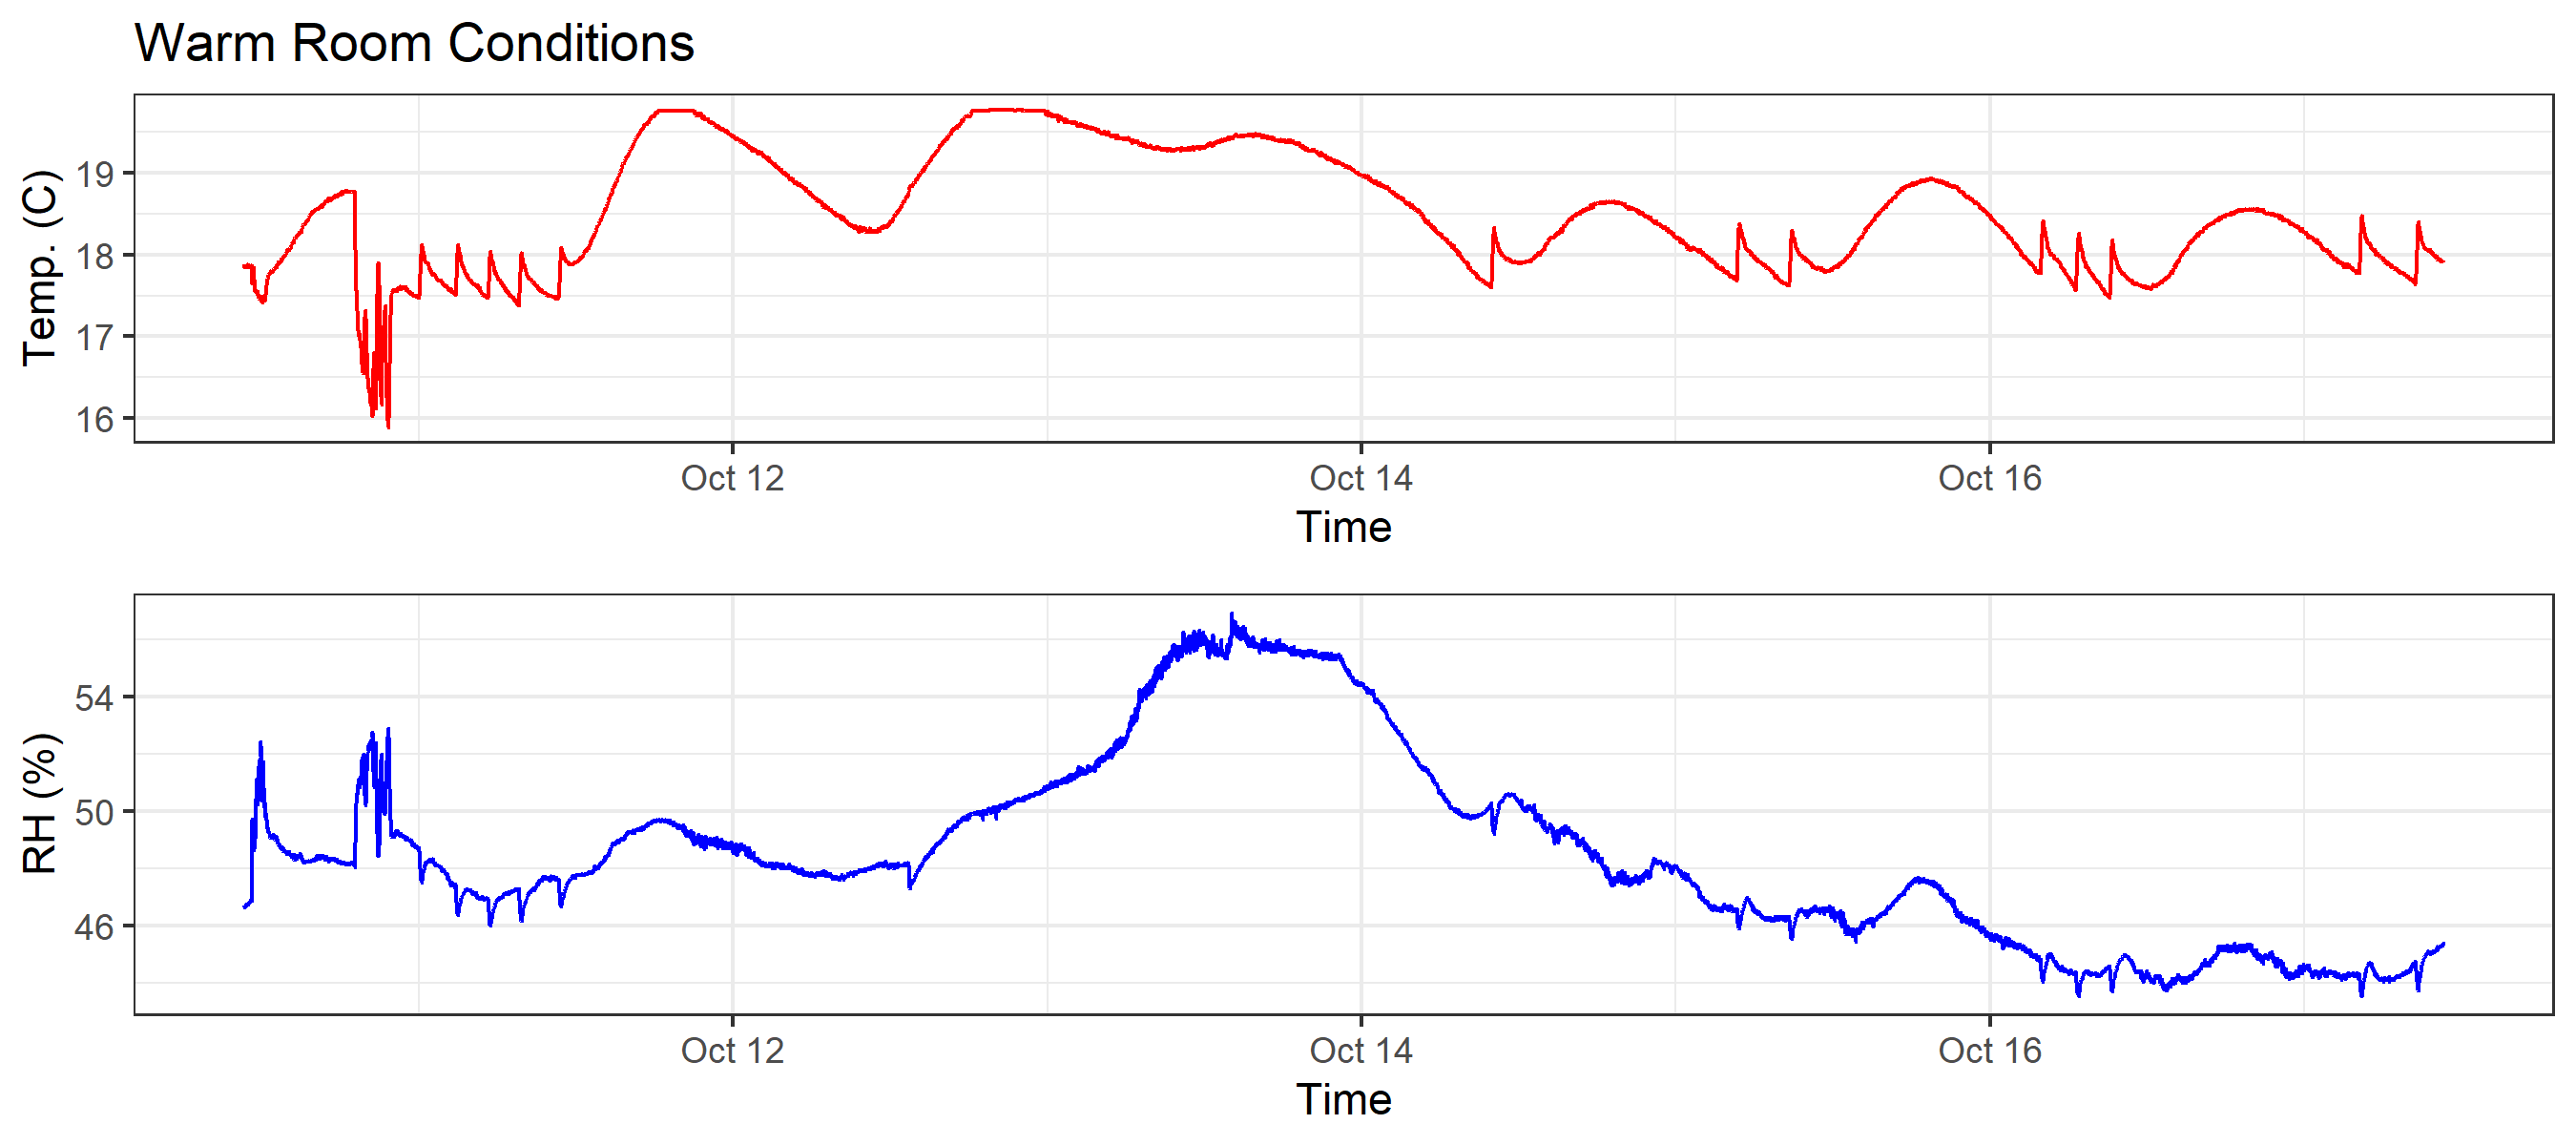 Warm Room Conditions
Temp. (C)
19
18
17
16
Oct 12 Oct 14 Oct 16
Time
RH (%)
54
50
46
Oct 12 Oct 14 Oct 16
Time